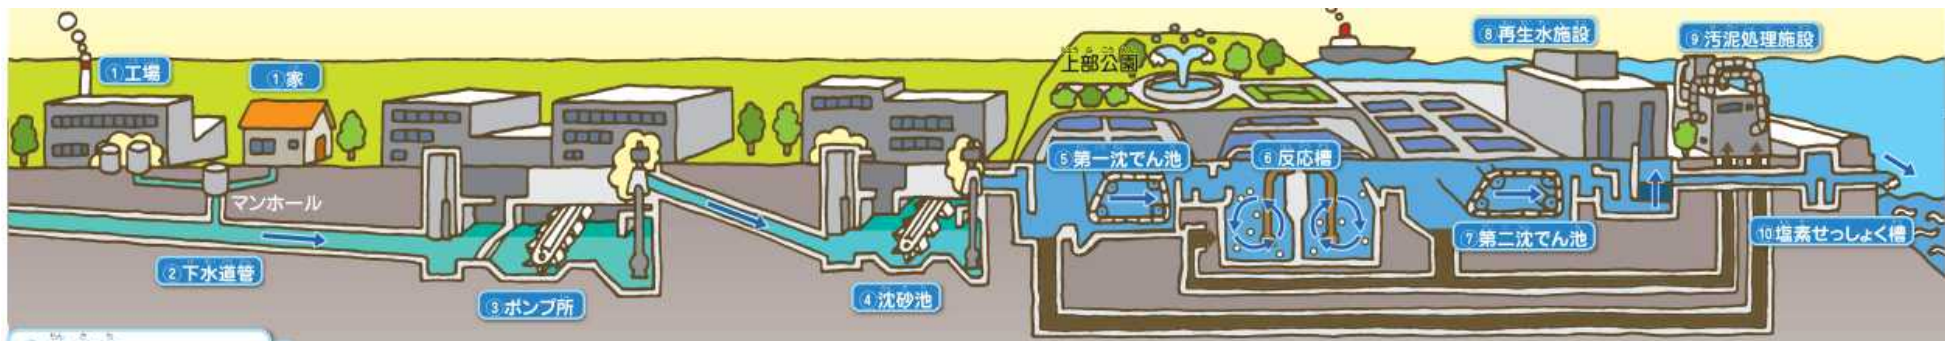 ①工場
①家
マンホール
②下水道管
③ポンプ所
④沈砂池
上部公園
⑤第一沈でん池
⑥反応槽
⑦第二沈でん池
⑧再生水施設
⑨汚泥処理施設
⑩塩素せっしょく槽